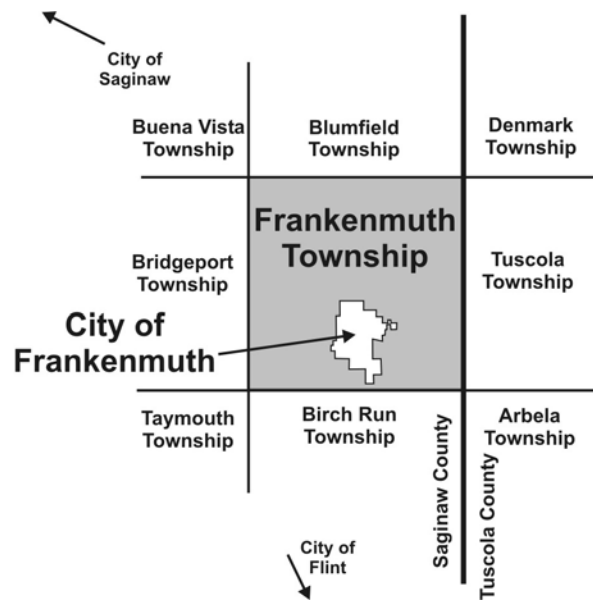 City of
Saginaw
Buena Vista
Township
Blumfield
Township
Denmark
Township
Frankenmuth
Township
Bridgeport
Township
Tuscola
Township
City of
Frankenmuth
Taymouth
Township
Birch Run
Township
Arbela
Township
Saginaw County
Tuscola County
City of
Flint